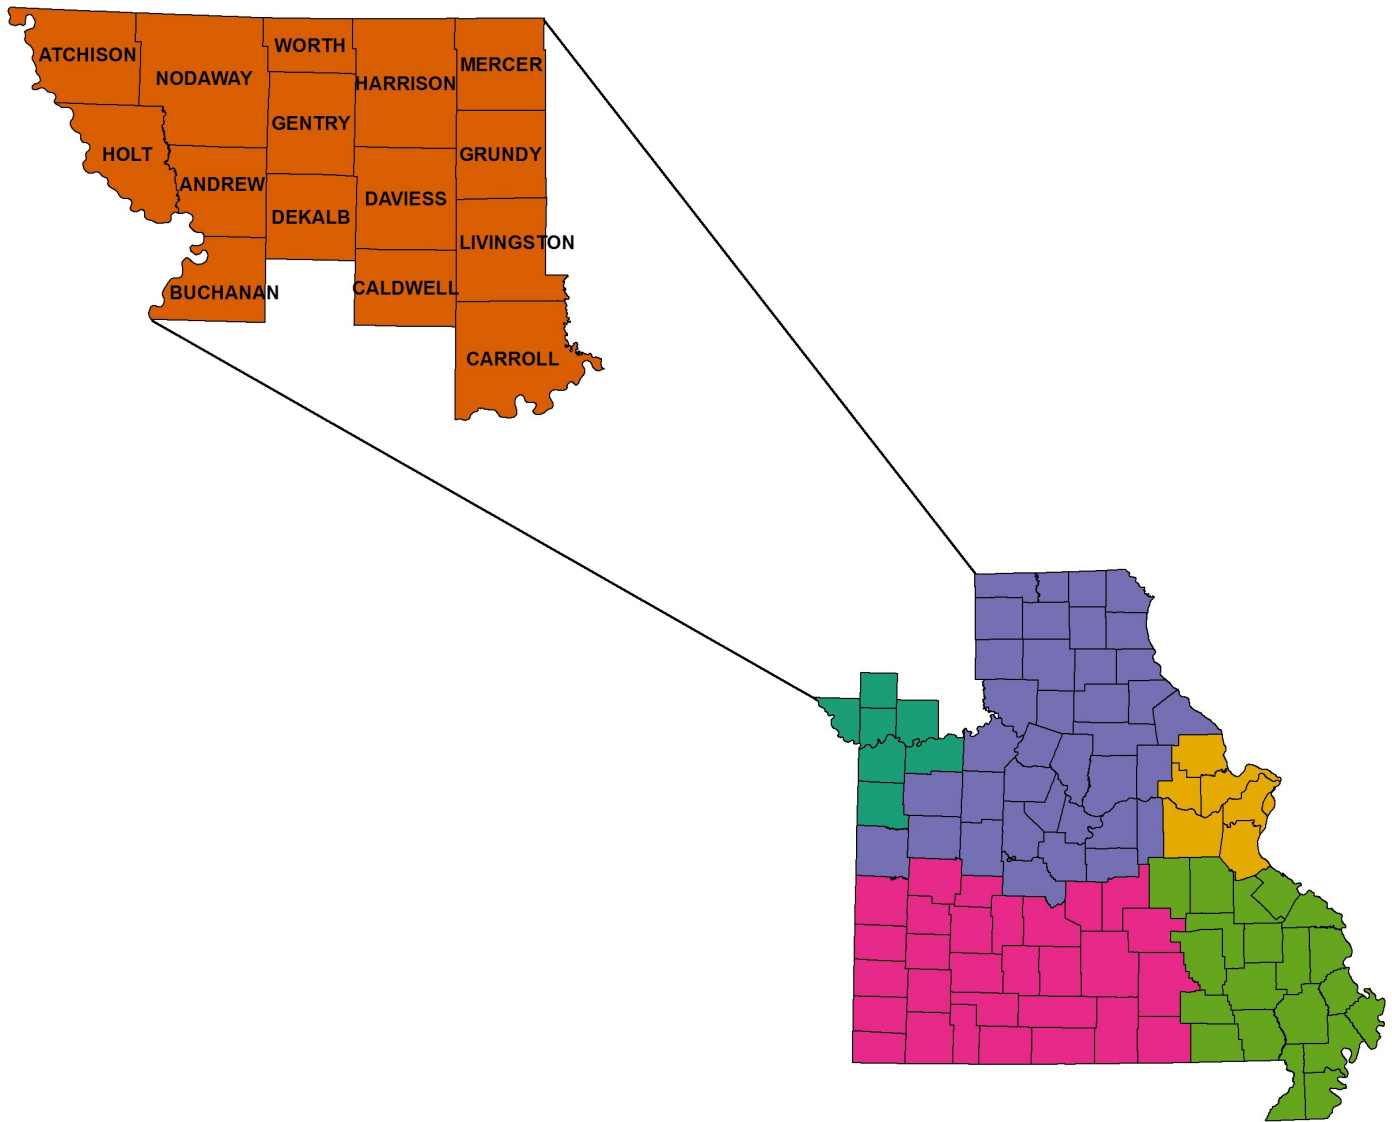 WORTH
ATCHISON
MERCER
NODAWAY
HARRISON
GENTRY
HOLT
GRUNDY
ANDREW
DAVIESS
DEKALB
LIVINGSTON
CALDWELL
BUCHANAN
CARROLL